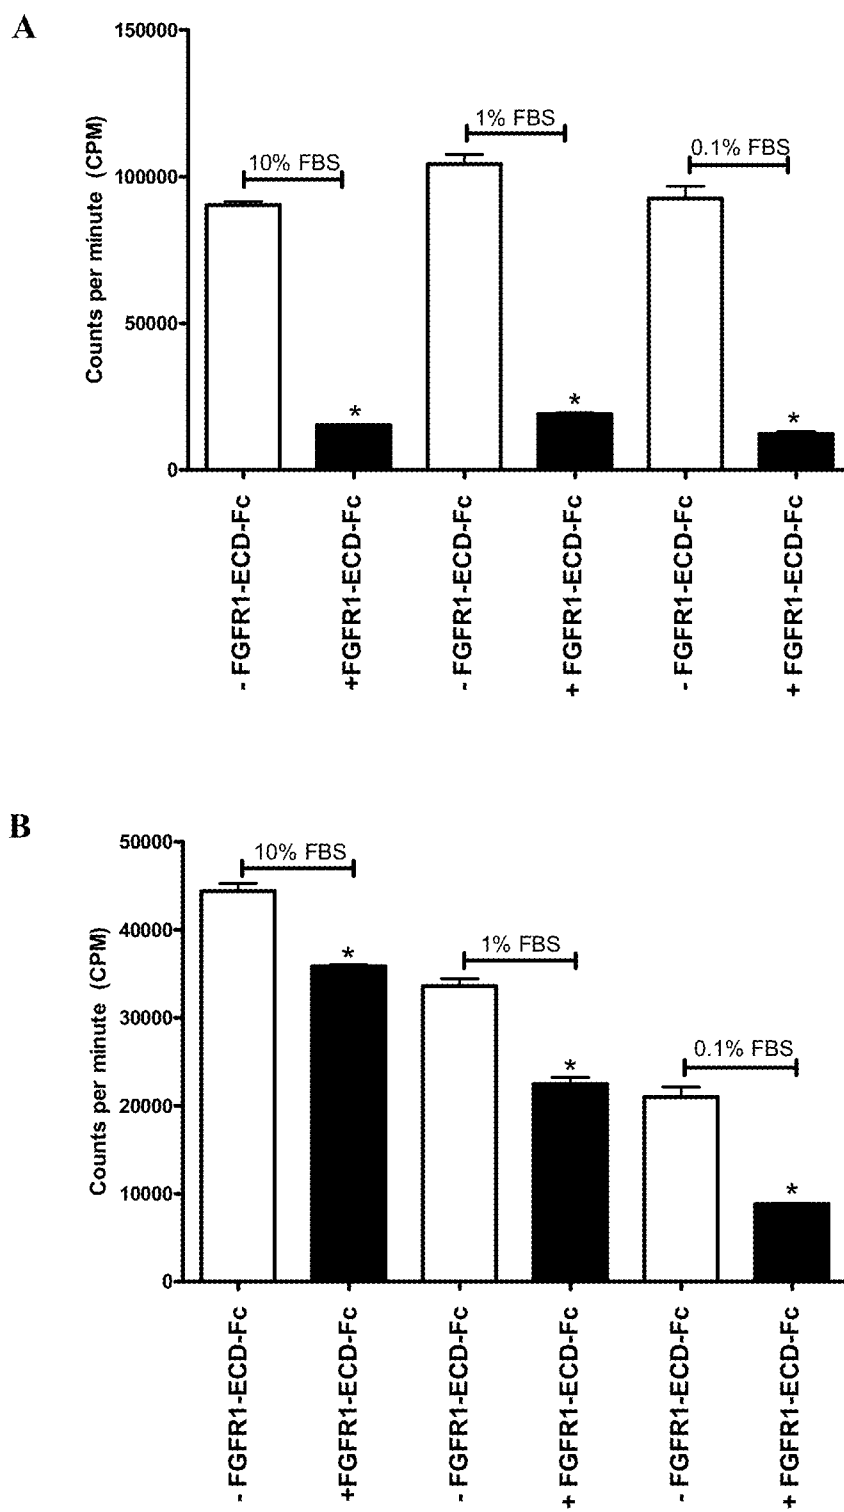 A
Counts per minute (CPM)
150000
100000
50000
0
10% FBS
1% FBS
0.1% FBS
*
*
*
- FGFR1-ECD-Fc
+FGFR1-ECD-Fc
- FGFR1-ECD-Fc
+ FGFR1-ECD-Fc
- FGFR1-ECD-Fc
+ FGFR1-ECD-Fc
B
Counts per minute (CPM)
50000
40000
30000
20000
10000
0
10% FBS
1% FBS
0.1% FBS
*
*
*
- FGFR1-ECD-Fc
+FGFR1-ECD-Fc
- FGFR1-ECD-Fc
+ FGFR1-ECD-Fc
- FGFR1-ECD-Fc
+ FGFR1-ECD-Fc